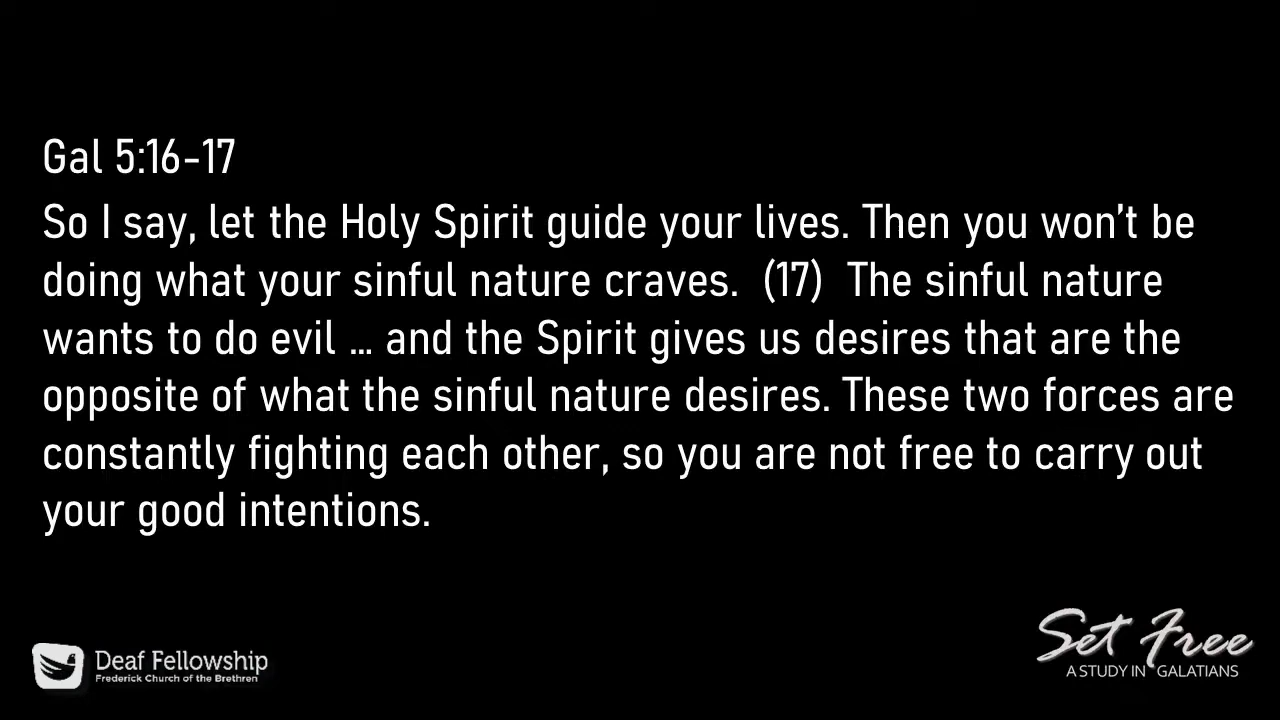 Gal 5:16-17
So I say, let the Holy Spirit guide your lives. Then you won’t be
doing what your sinful nature craves.  (17)  The sinful nature
wants to do evil … and the Spirit gives us desires that are the
opposite of what the sinful nature desires. These two forces are
constantly fighting each other, so you are not free to carry out
your good intentions.
Deaf Fellowship
Frederick Church of the Brethren
Set Free
A STUDY IN GALATIANS